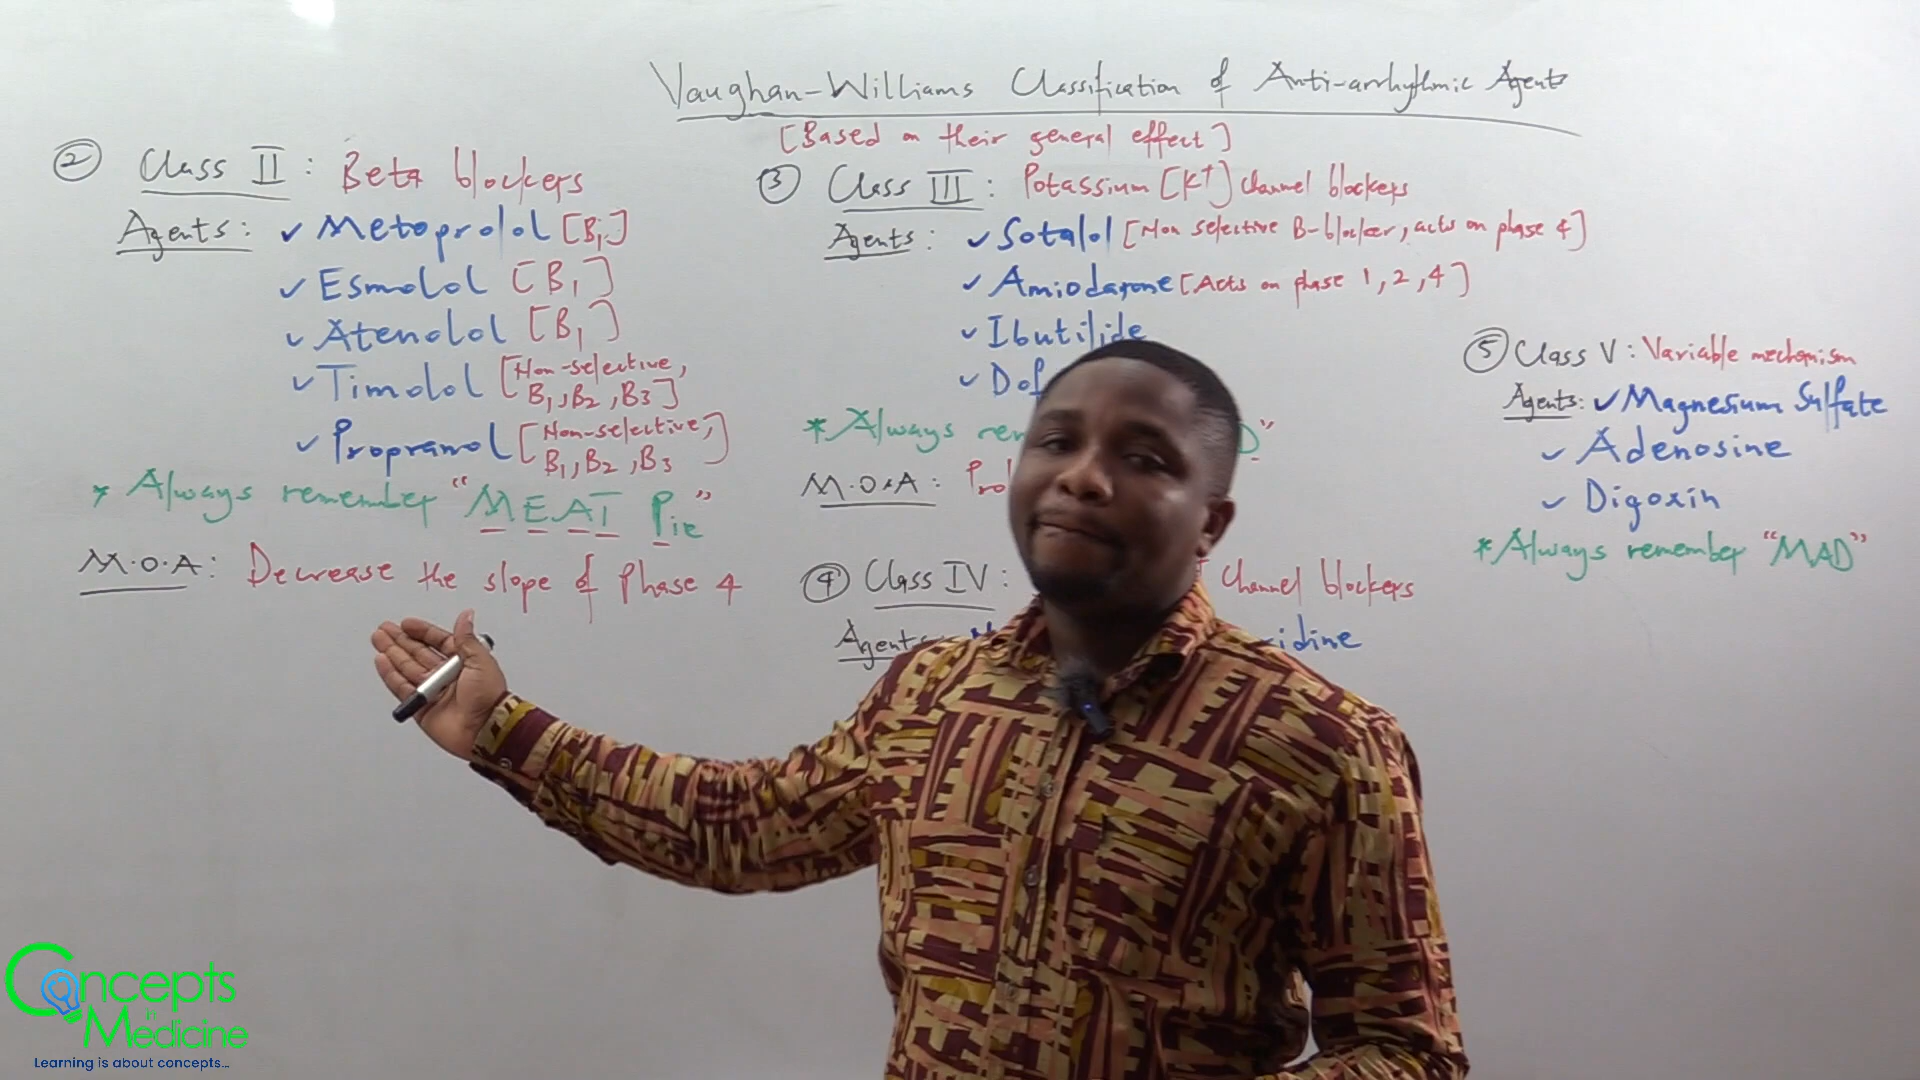 Vaughan-Williams Classification of Anti-arrhythmic Agents
[Based on their general effect]
② Class II : Beta blockers
Agents: ✓ Metoprolol [B1]
✓ Esmolol [B1]
✓ Atenolol [B1]
✓ Timolol [Non-selective,
B1, B2, B3]
✓ Propranol [Non-selective,
B1, B2, B3]
* Always remember "MEAT Pie"
M.O.A: Decrease the slope of Phase 4
③ Class III : Potassium [K+] channel blockers
Agents: ✓ Sotalol [Non selective B-blocker, acts on phase 4]
✓ Amiodarone [Acts on phase 1, 2, 4]
✓ Ibutilide
✓ Dof
* Always rem D"
M.O.A : Pro
④ Class IV : Channel blockers
Agents idine
⑤ Class V : Variable mechanism
Agents: ✓ Magnesium Sulfate
✓ Adenosine
✓ Digoxin
* Always remember "MAD"
Concepts
in
Medicine
Learning is about concepts...